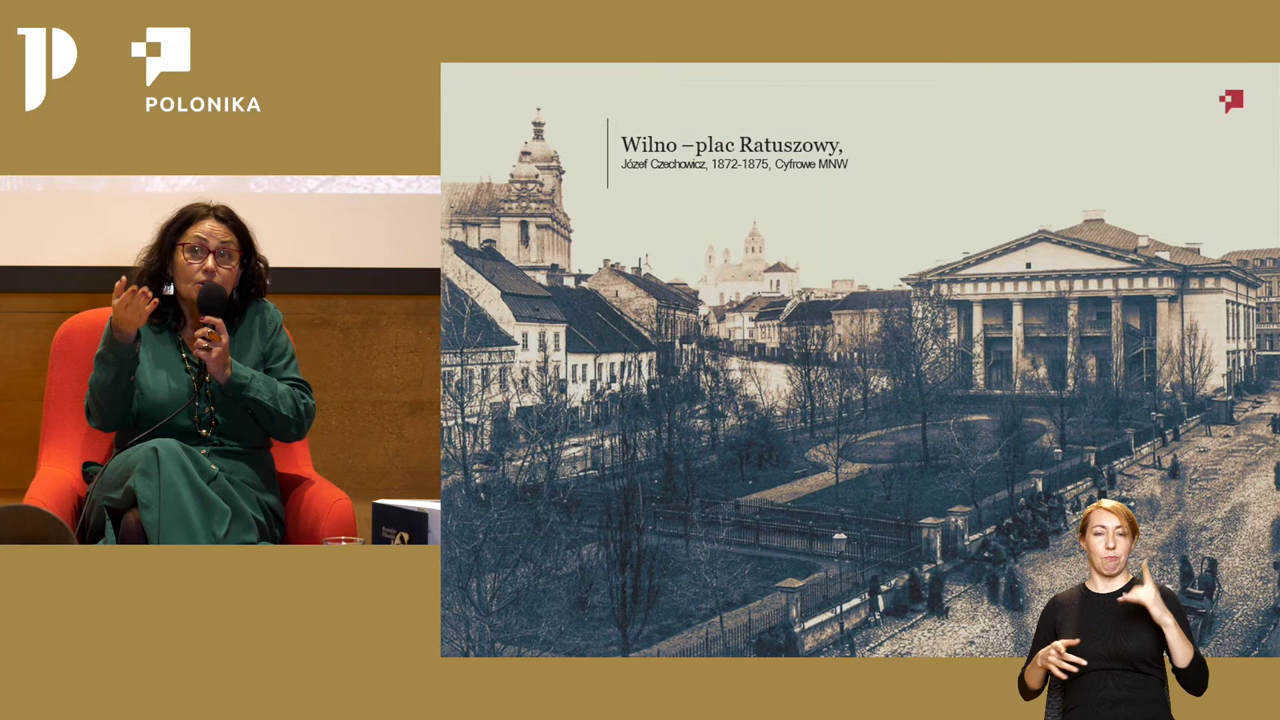 POLONIKA
Wilno –plac Ratuszowy,
Józef Czechowicz, 1872-1875, Cyfrowe MNW